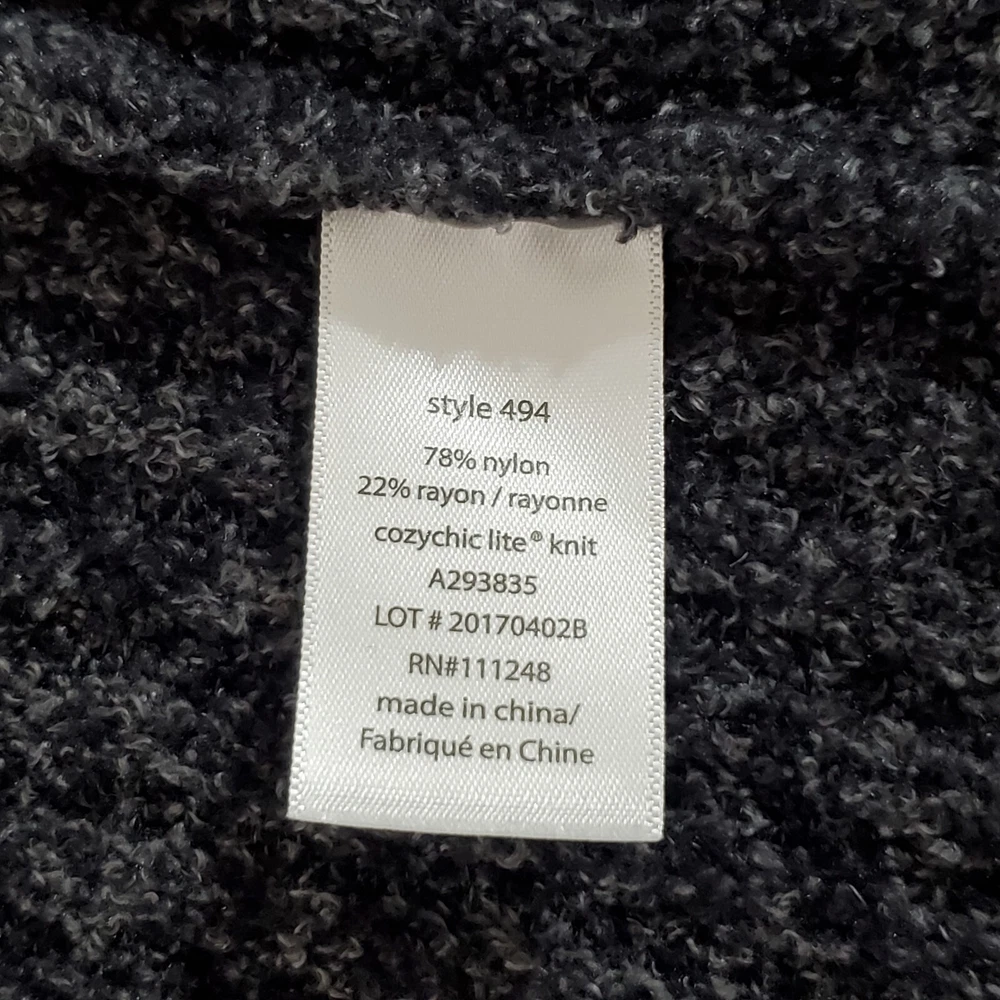 style 494
78% nylon
22% rayon / rayonne
cozychic lite® knit
A293835
LOT # 20170402B
RN#111248
made in china/
Fabriqué en Chine